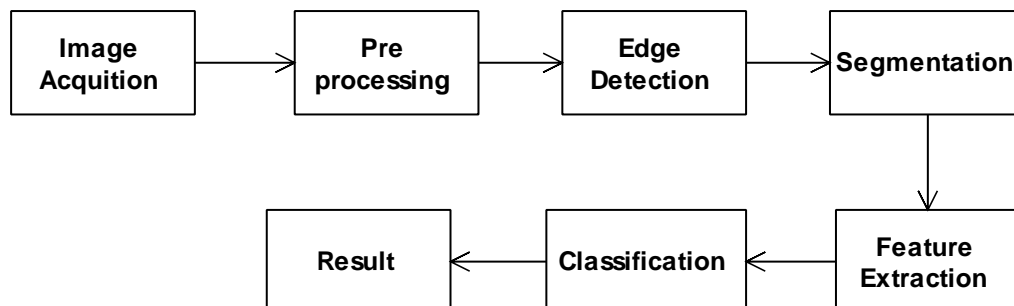 Image
Acquition
Pre
processing
Edge
Detection
Segmentation
Feature
Extraction
Classification
Result